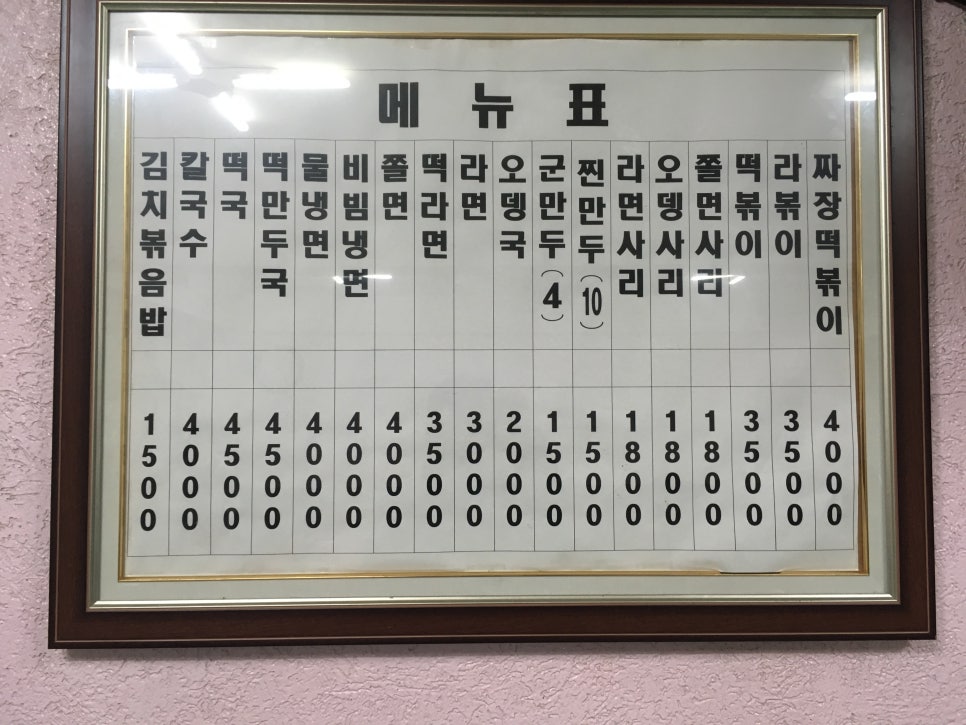 메뉴표
김치볶음밥 1500
칼국수 4000
떡국 4500
떡만두국 4500
물냉면 4000
비빔냉면 4000
쫄면 4000
떡라면 3500
라면 3000
오뎅국 2000
군만두(4) 1500
찐만두(10) 1500
라면사리 1800
오뎅사리 1800
쫄면사리 1800
떡볶이 3500
라볶이 3500
짜장떡볶이 4000